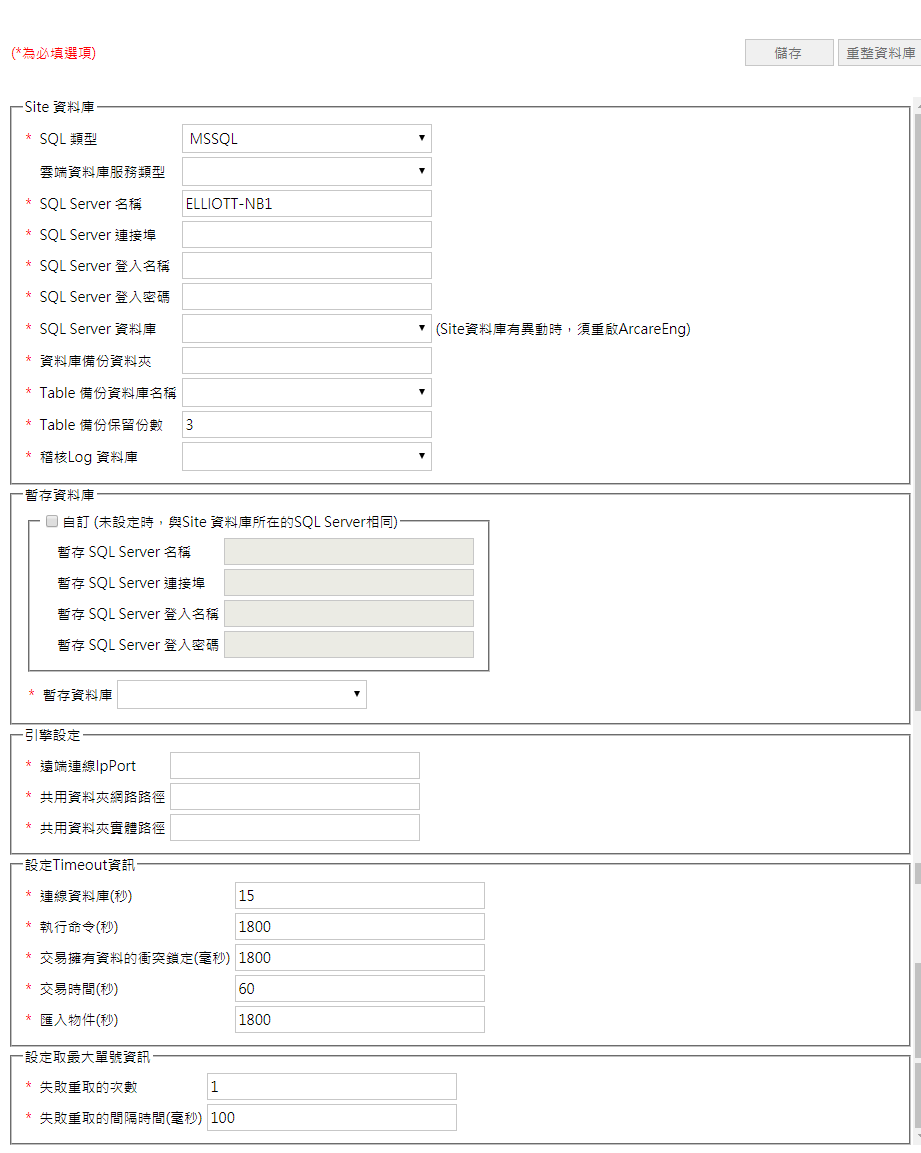 (*為必填選項) 儲存 重整資料庫
Site 資料庫
* SQL 類型 MSSQL
雲端資料庫服務類型
* SQL Server 名稱 ELLIOTT-NB1
* SQL Server 連接埠
* SQL Server 登入名稱
* SQL Server 登入密碼
* SQL Server 資料庫 (Site資料庫有異動時，須重啟ArcareEng)
* 資料庫備份資料夾
* Table 備份資料庫名稱
* Table 備份保留份數 3
* 稽核Log 資料庫
暫存資料庫
自訂 (未設定時，與Site 資料庫所在的SQL Server相同)
暫存 SQL Server 名稱
暫存 SQL Server 連接埠
暫存 SQL Server 登入名稱
暫存 SQL Server 登入密碼
* 暫存資料庫
引擎設定
* 遠端連線IpPort
* 共用資料夾網路路徑
* 共用資料夾實體路徑
設定Timeout資訊
* 連線資料庫(秒) 15
* 執行命令(秒) 1800
* 交易擁有資料的衝突鎖定(毫秒) 1800
* 交易時間(秒) 60
* 匯入物件(秒) 1800
設定取最大單號資訊
* 失敗重取的次數 1
* 失敗重取的間隔時間(毫秒) 100